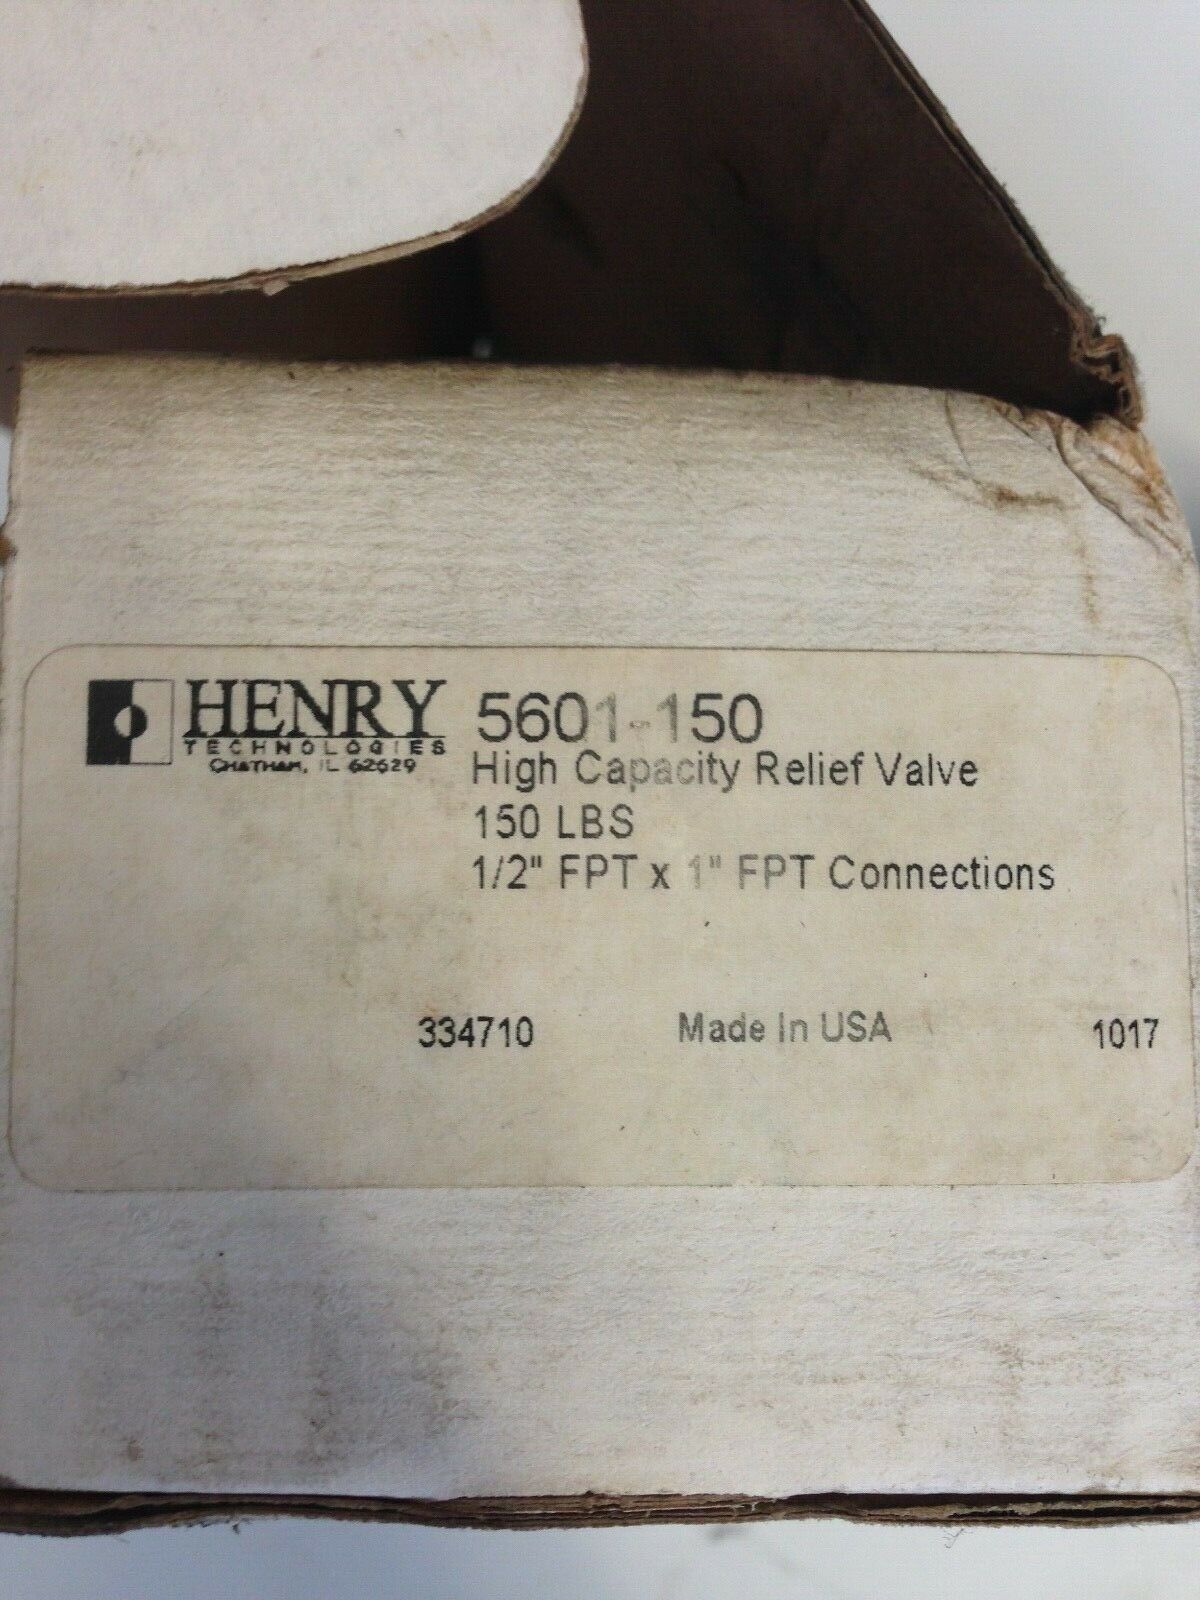 HENRY
TECHNOLOGIES
CHATHAM, IL 62629
5601-150
High Capacity Relief Valve
150 LBS
1/2" FPT x 1" FPT Connections
334710 Made In USA 1017